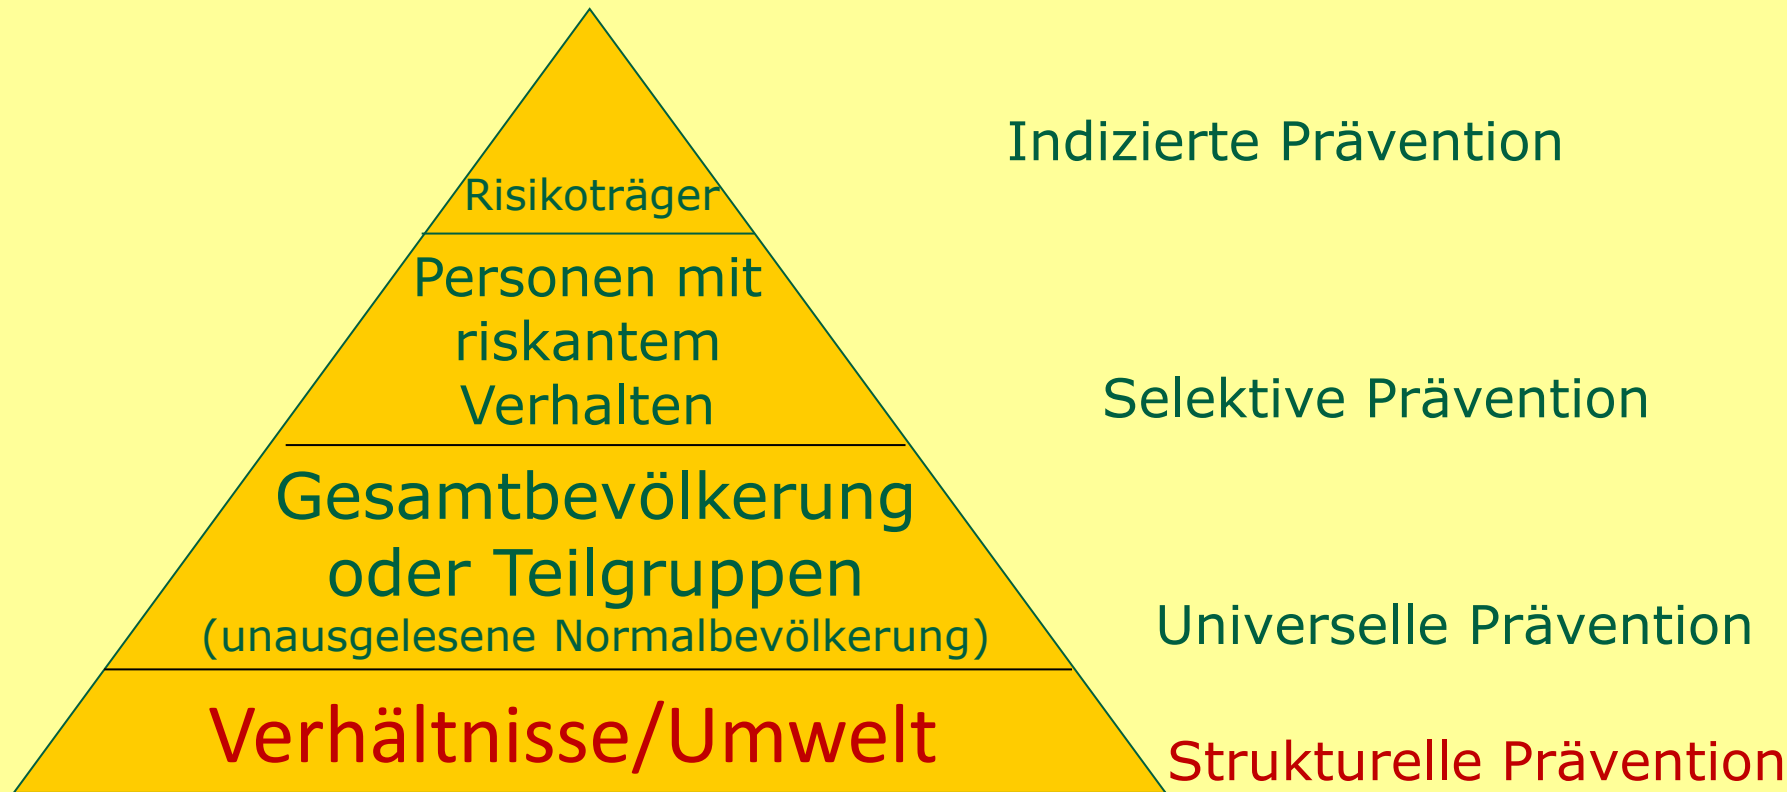 Indizierte Prävention
Risikoträger
Personen mit
riskantem
Verhalten
Selektive Prävention
Gesamtbevölkerung
oder Teilgruppen
(unausgelesene Normalbevölkerung)
Universelle Prävention
Verhältnisse/Umwelt
Strukturelle Prävention